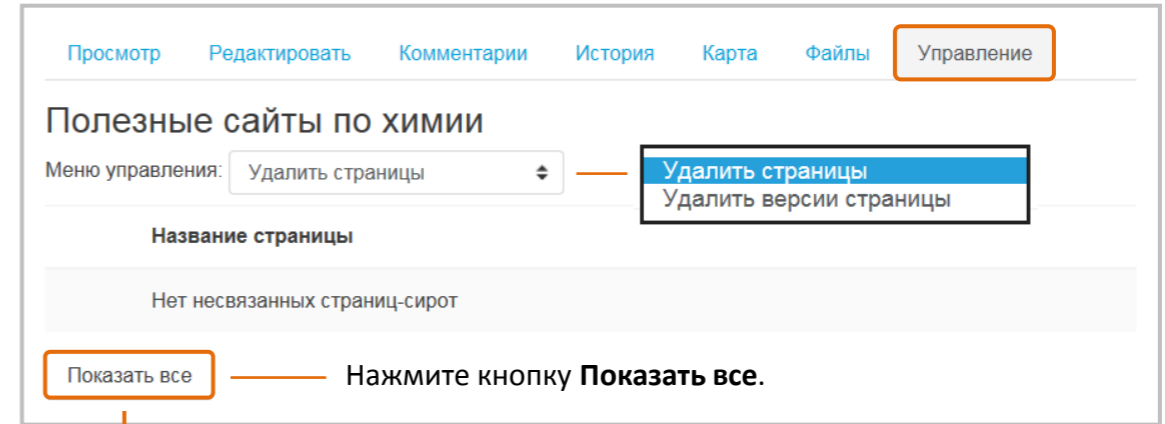 Просмотр Редактировать Комментарии История Карта Файлы Управление
Полезные сайты по химии
Меню управления: Удалить страницы
Удалить страницы
Удалить версии страницы
Название страницы
Нет несвязанных страниц-сирот
Показать все Нажмите кнопку Показать все.